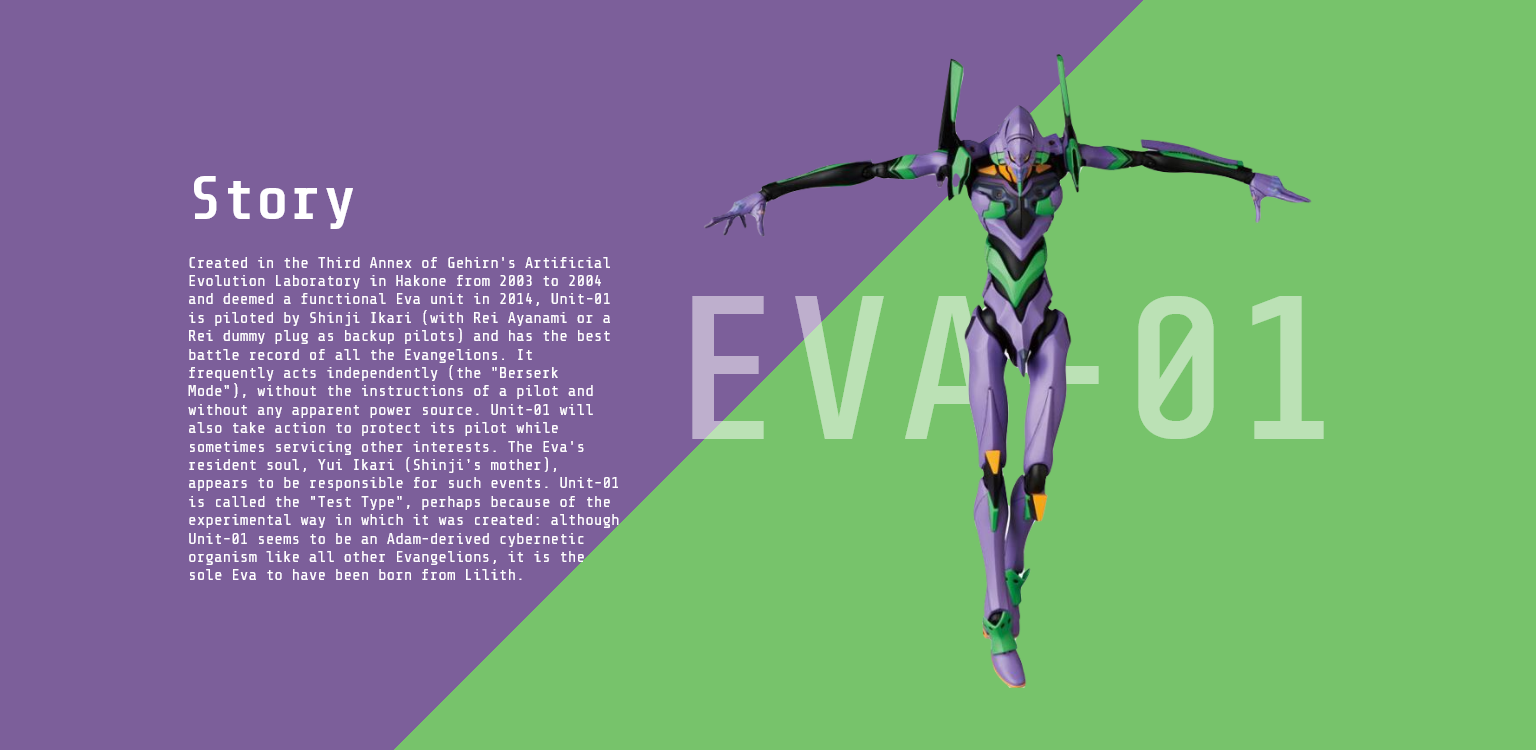 Story
Created in the Third Annex of Gehirn's Artificial
Evolution Laboratory in Hakone from 2003 to 2004
and deemed a functional Eva unit in 2014, Unit-01
is piloted by Shinji Ikari (with Rei Ayanami or a
Rei dummy plug as backup pilots) and has the best
battle record of all the Evangelions. It
frequently acts independently (the "Berserk
Mode"), without the instructions of a pilot and
without any apparent power source. Unit-01 will
also take action to protect its pilot while
sometimes servicing other interests. The Eva's
resident soul, Yui Ikari (Shinji's mother),
appears to be responsible for such events. Unit-01
is called the "Test Type", perhaps because of the
experimental way in which it was created: although
Unit-01 seems to be an Adam-derived cybernetic
organism like all other Evangelions, it is the
sole Eva to have been born from Lilith.
EVA-01